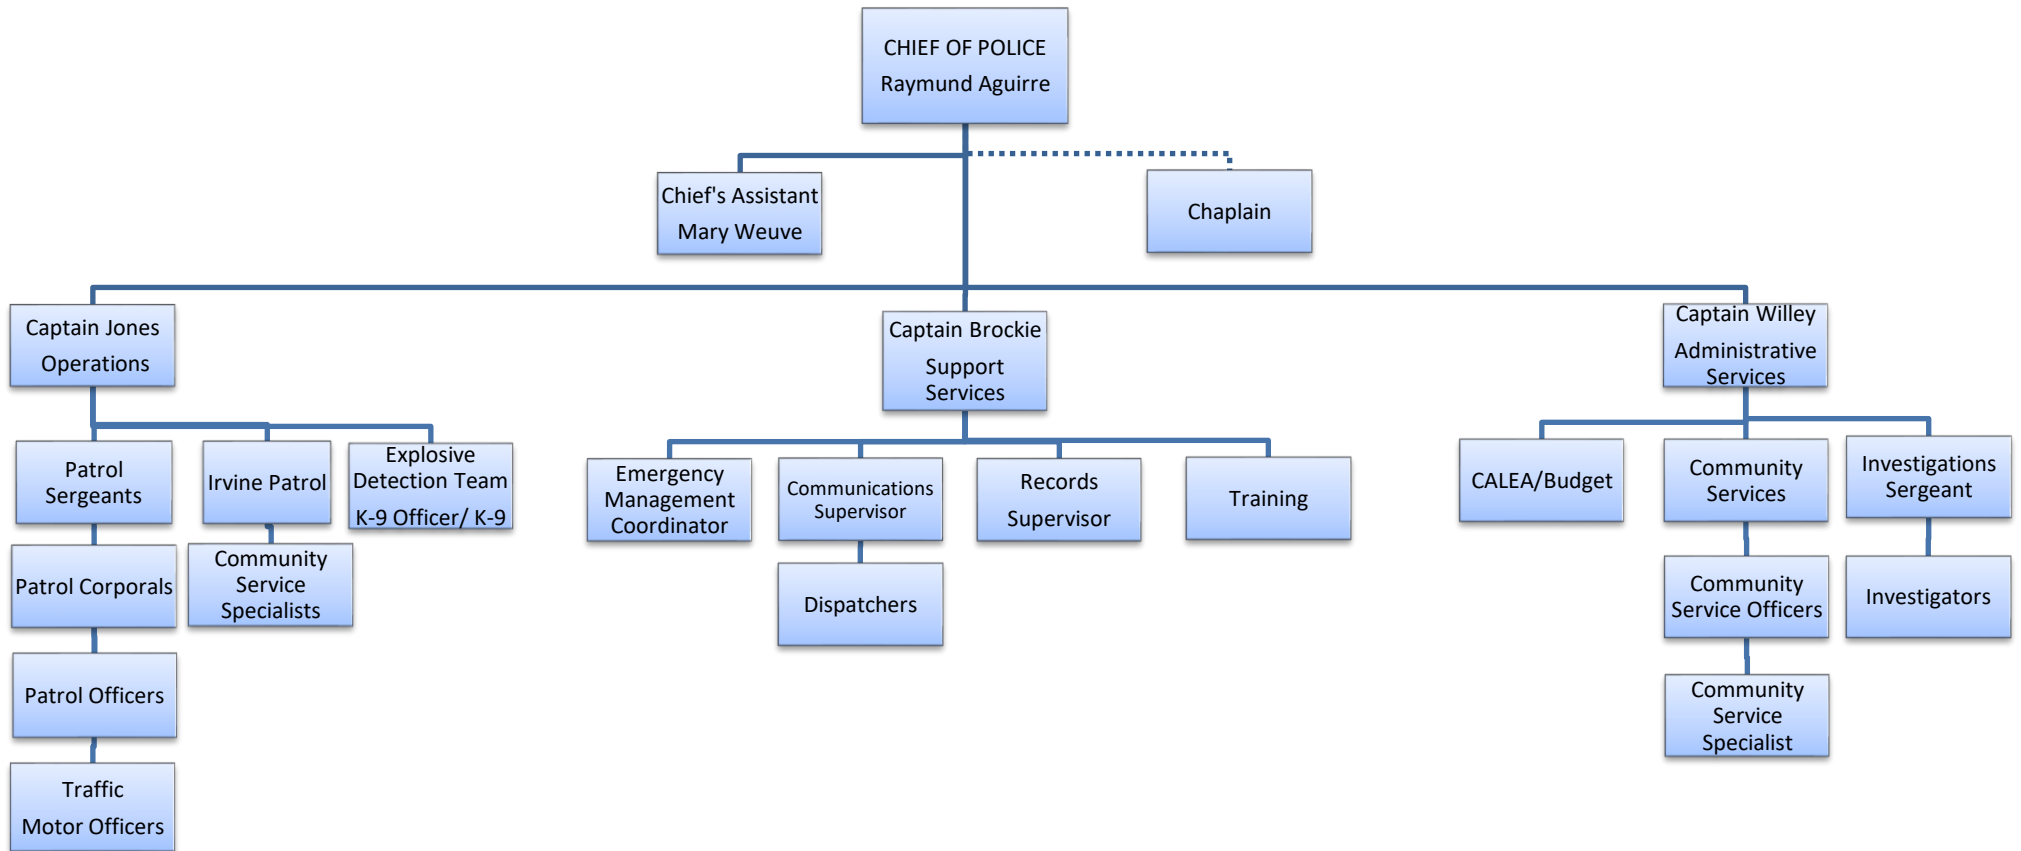 CHIEF OF POLICE
Raymund Aguirre
Chief's Assistant
Mary Weuve
Chaplain
Captain Jones
Operations
Captain Brockie
Support
Services
Captain Willey
Administrative
Services
Patrol
Sergeants
Irvine Patrol
Explosive
Detection Team
K-9 Officer/ K-9
Emergency
Management
Coordinator
Communications
Supervisor
Records
Supervisor
Training
CALEA/Budget
Community
Services
Investigations
Sergeant
Patrol Corporals
Community
Service
Specialists
Dispatchers
Community
Service Officers
Investigators
Patrol Officers
Community
Service
Specialist
Traffic
Motor Officers